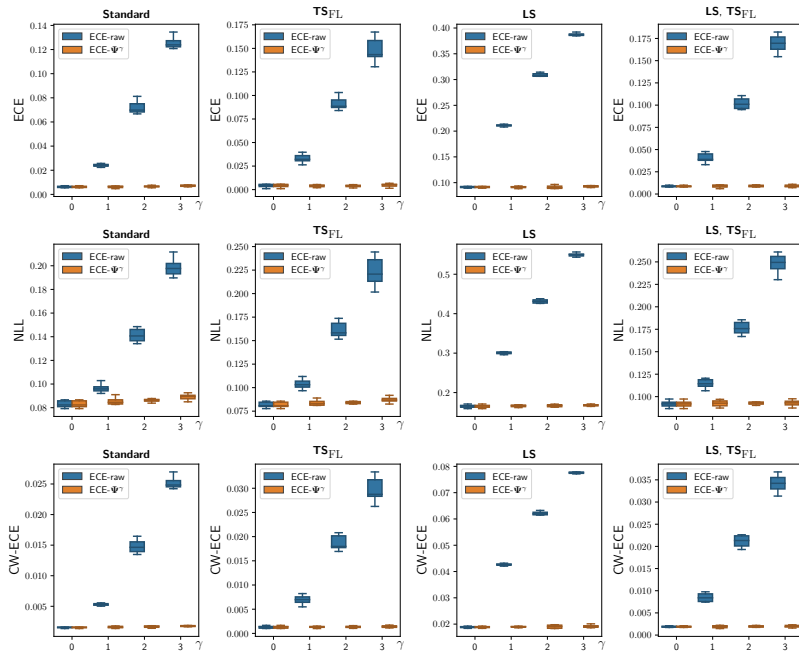 Standard
ECE
0.14
0.12
0.10
0.08
0.06
0.04
0.02
0.00
ECE-raw
ECE-Ψ^γ
0 1 2 3 γ
TS_FL
ECE
0.175
0.150
0.125
0.100
0.075
0.050
0.025
0.000
ECE-raw
ECE-Ψ^γ
0 1 2 3 γ
LS
ECE
0.40
0.35
0.30
0.25
0.20
0.15
0.10
ECE-raw
ECE-Ψ^γ
0 1 2 3 γ
LS, TS_FL
ECE
0.175
0.150
0.125
0.100
0.075
0.050
0.025
0.000
ECE-raw
ECE-Ψ^γ
0 1 2 3 γ
Standard
NLL
0.20
0.18
0.16
0.14
0.12
0.10
0.08
ECE-raw
ECE-Ψ^γ
0 1 2 3 γ
TS_FL
NLL
0.250
0.225
0.200
0.175
0.150
0.125
0.100
0.075
ECE-raw
ECE-Ψ^γ
0 1 2 3 γ
LS
NLL
0.5
0.4
0.3
0.2
ECE-raw
ECE-Ψ^γ
0 1 2 3 γ
LS, TS_FL
NLL
0.250
0.225
0.200
0.175
0.150
0.125
0.100
ECE-raw
ECE-Ψ^γ
0 1 2 3 γ
Standard
CW-ECE
0.025
0.020
0.015
0.010
0.005
ECE-raw
ECE-Ψ^γ
0 1 2 3 γ
TS_FL
CW-ECE
0.030
0.025
0.020
0.015
0.010
0.005
0.000
ECE-raw
ECE-Ψ^γ
0 1 2 3 γ
LS
CW-ECE
0.08
0.07
0.06
0.05
0.04
0.03
0.02
ECE-raw
ECE-Ψ^γ
0 1 2 3 γ
LS, TS_FL
CW-ECE
0.035
0.030
0.025
0.020
0.015
0.010
0.005
0.000
ECE-raw
ECE-Ψ^γ
0 1 2 3 γ